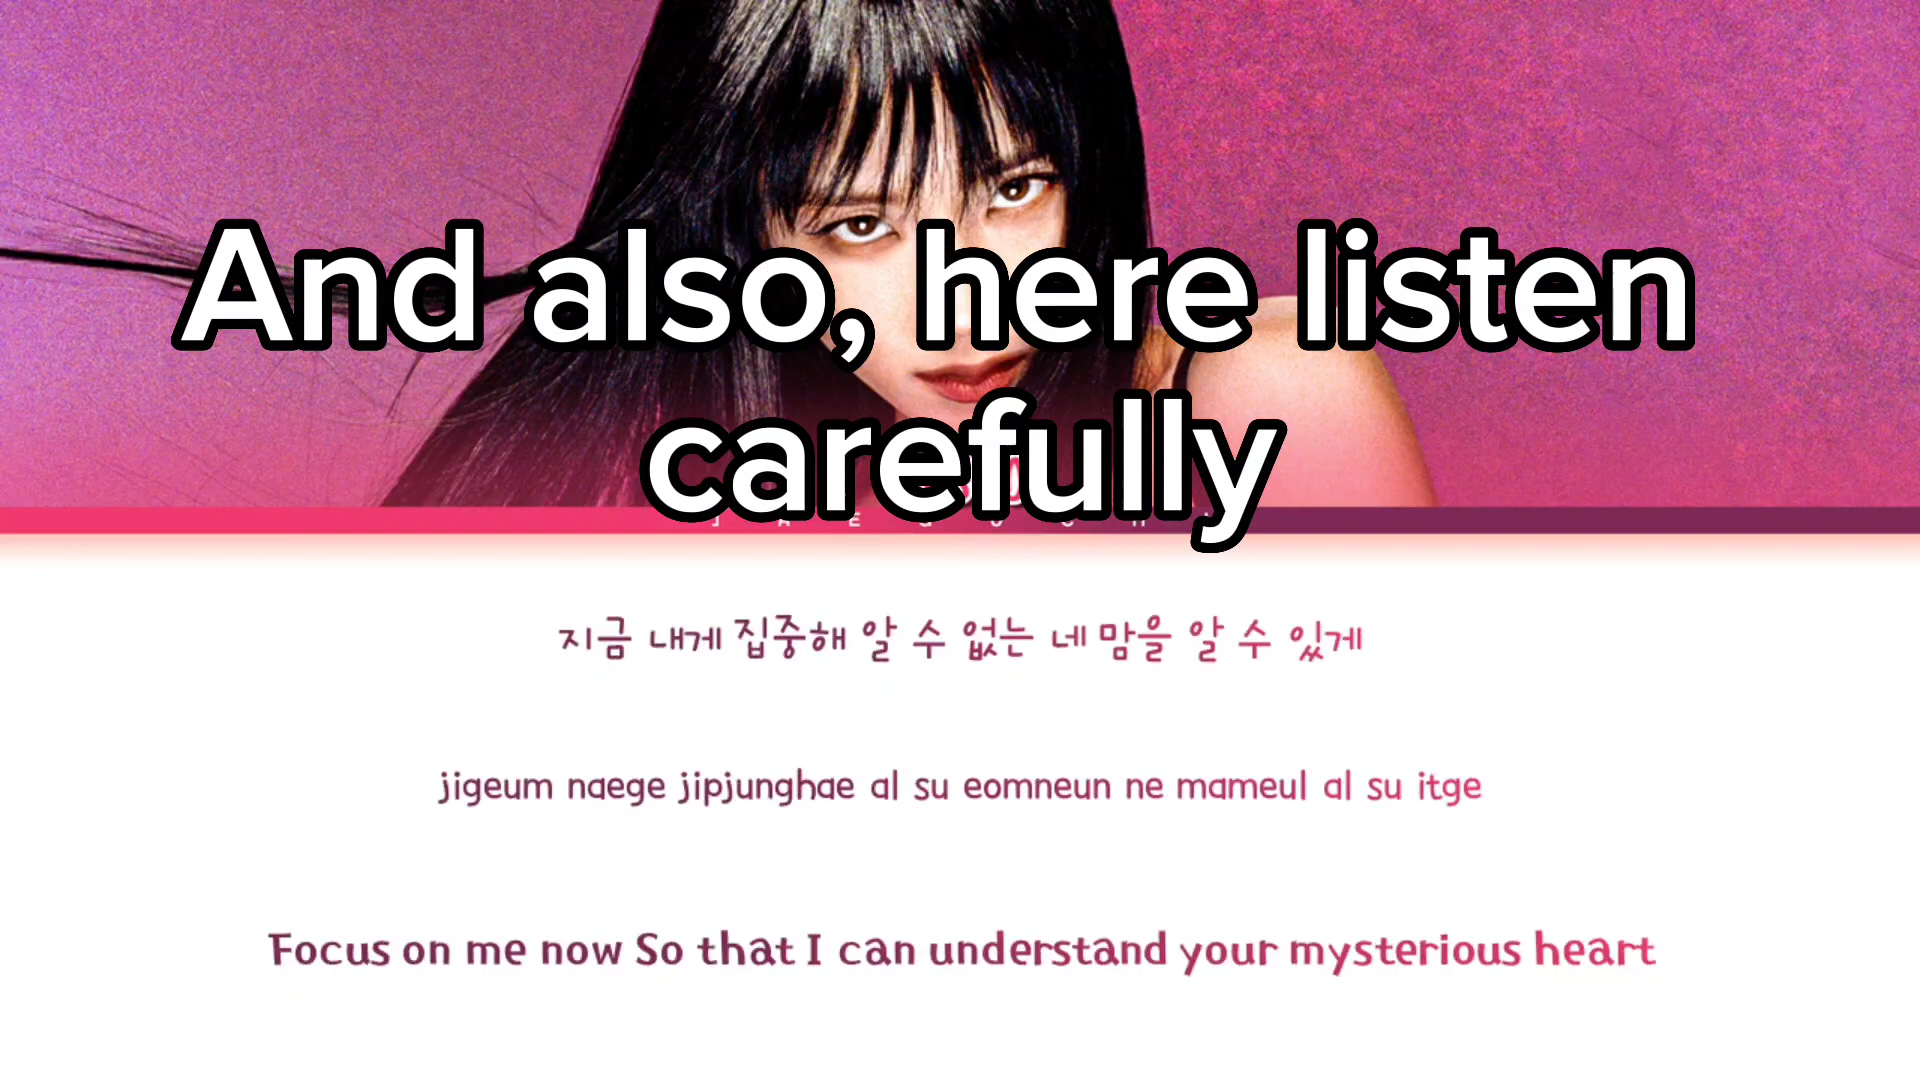 And also, here listen
carefully
지금 내게 집중해 알 수 없는 네 맘을 알 수 있게
jigeum naege jipjunghae al su eomneun ne mameul al su itge
Focus on me now So that I can understand your mysterious heart